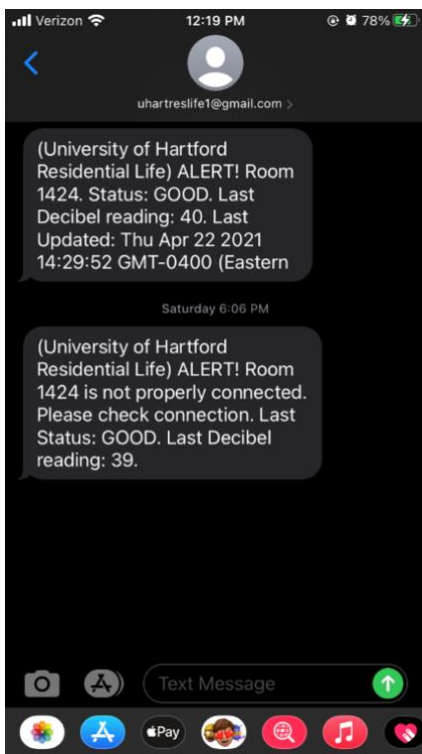 Verizon 12:19 PM 78%
uhartreslife1@gmail.com >
(University of Hartford
Residential Life) ALERT! Room
1424. Status: GOOD. Last
Decibel reading: 40. Last
Updated: Thu Apr 22 2021
14:29:52 GMT-0400 (Eastern
Saturday 6:06 PM
(University of Hartford
Residential Life) ALERT! Room
1424 is not properly connected.
Please check connection. Last
Status: GOOD. Last Decibel
reading: 39.
Text Message
Pay